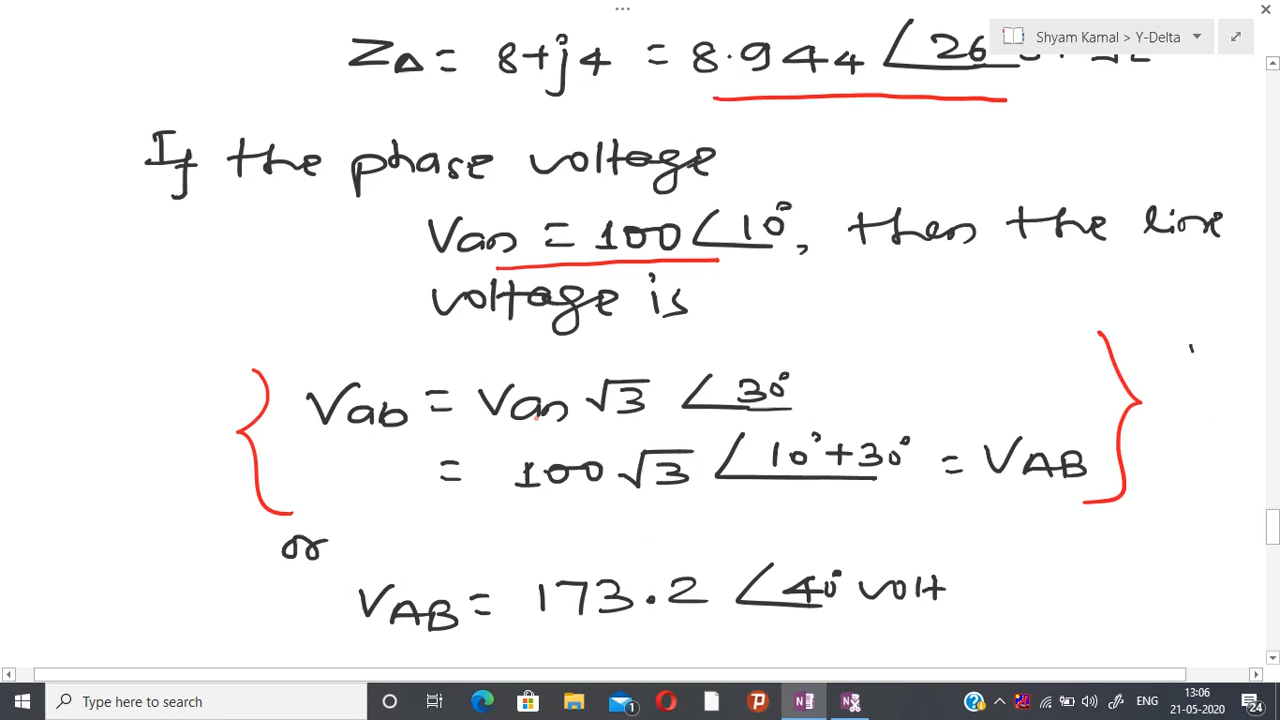 Shyam Kamal > Y-Delta
ZΔ = 8+j4 = 8.944 ∠26
If the phase voltage
Van = 100 ∠10°, then the line
voltage is
Vab = Van √3 ∠30°
= 100 √3 ∠10°+30° = VAB
or
VAB = 173.2 ∠40° volt
Type here to search
1
ENG
13:06
21-05-2020
24